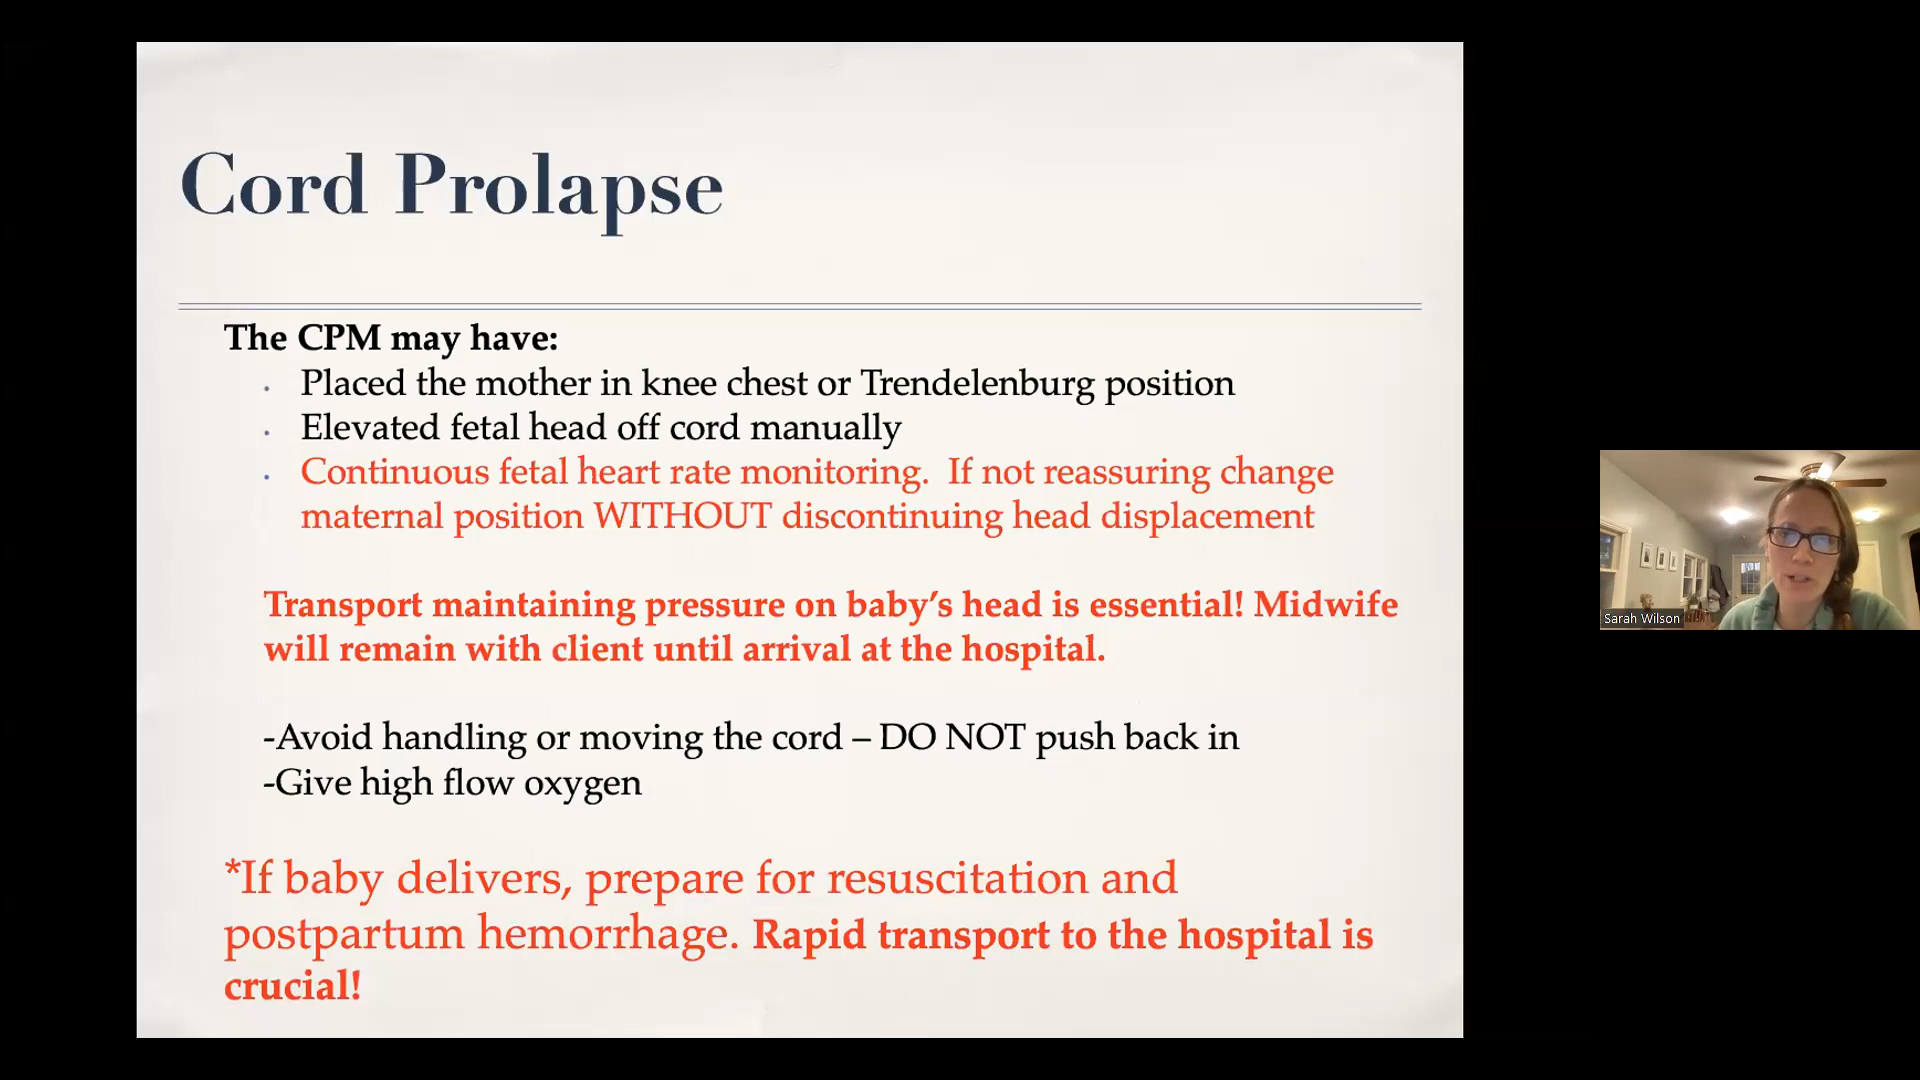 Cord Prolapse
The CPM may have:
· Placed the mother in knee chest or Trendelenburg position
· Elevated fetal head off cord manually
· Continuous fetal heart rate monitoring.  If not reassuring change
maternal position WITHOUT discontinuing head displacement
Transport maintaining pressure on baby’s head is essential! Midwife
will remain with client until arrival at the hospital.
-Avoid handling or moving the cord – DO NOT push back in
-Give high flow oxygen
*If baby delivers, prepare for resuscitation and
postpartum hemorrhage. Rapid transport to the hospital is
crucial!
Sarah Wilson